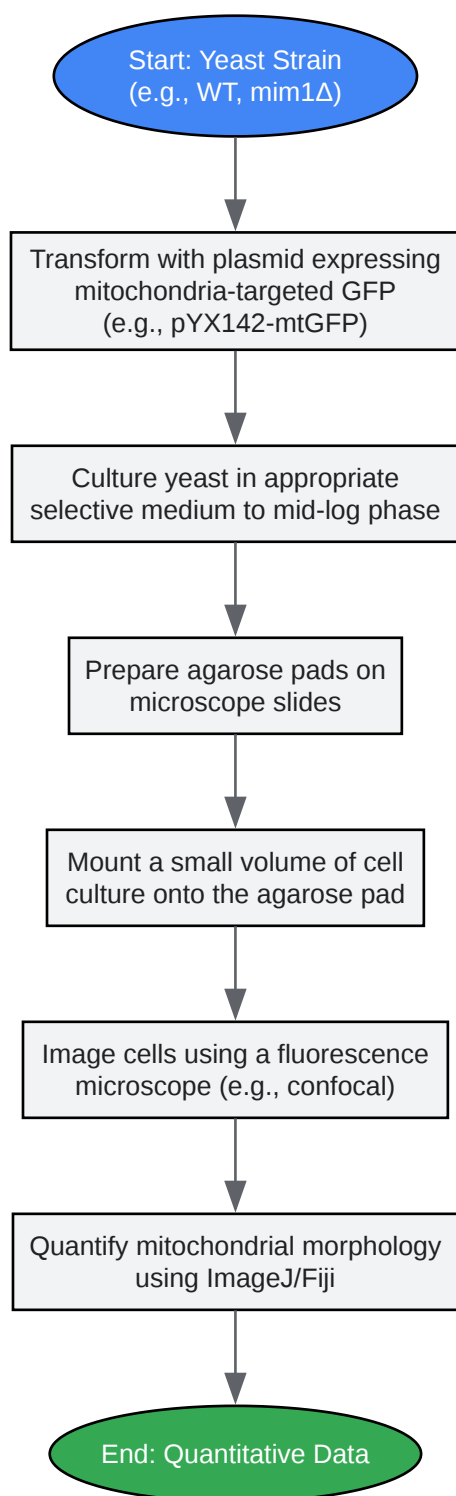 Start: Yeast Strain
(e.g., WT, mim1Δ)
Transform with plasmid expressing
mitochondria-targeted GFP
(e.g., pYX142-mtGFP)
Culture yeast in appropriate
selective medium to mid-log phase
Prepare agarose pads on
microscope slides
Mount a small volume of cell
culture onto the agarose pad
Image cells using a fluorescence
microscope (e.g., confocal)
Quantify mitochondrial morphology
using ImageJ/Fiji
End: Quantitative Data